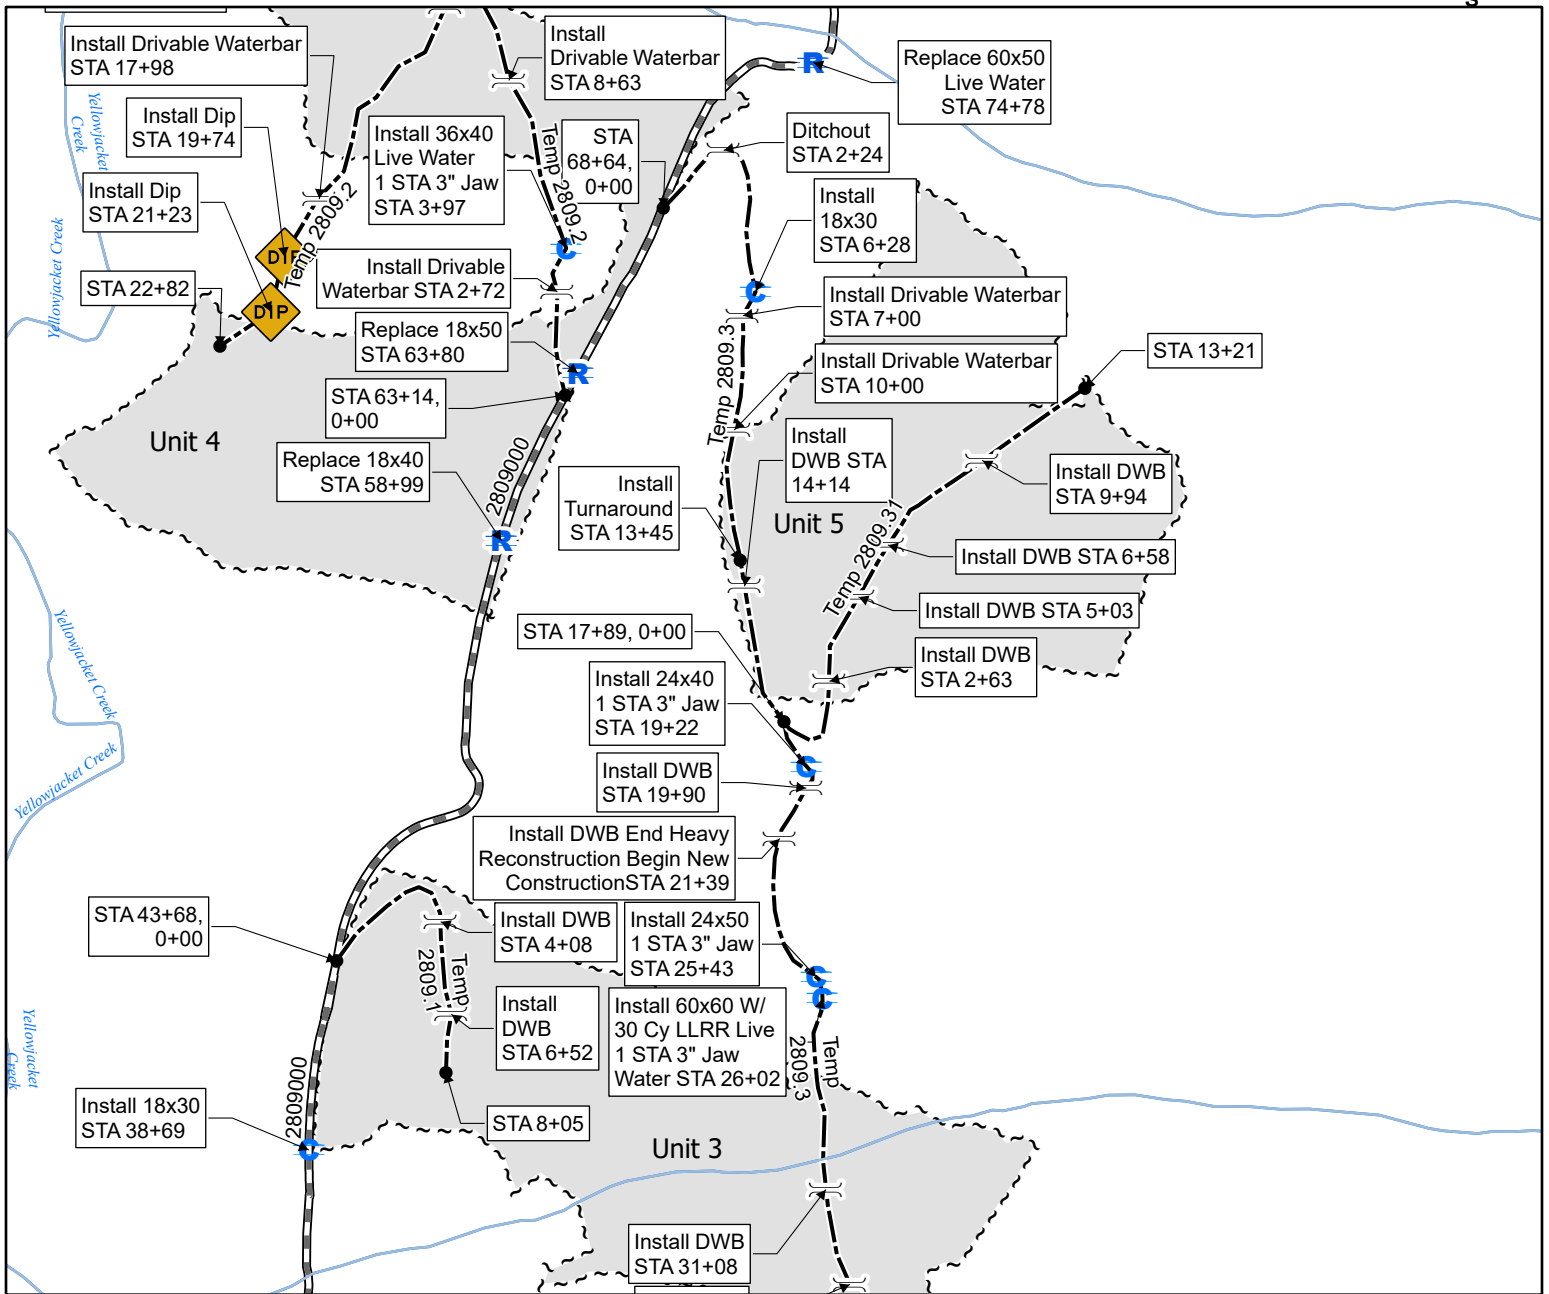 S
Install Drivable Waterbar
STA 17+98
Install
Drivable Waterbar
STA 8+63
Replace 60x50
Live Water
STA 74+78
Yellowjacket
Creek
Install Dip
STA 19+74
Install 36x40
Live Water
1 STA 3" Jaw
STA 3+97
Temp 2809.2
STA
68+64,
0+00
Ditchout
STA 2+24
Install Dip
STA 21+23
Temp 2809.2
Install
18x30
STA 6+28
Yellowjacket Creek
DIP
DIP
STA 22+82
Install Drivable
Waterbar STA 2+72
C
C
R
Install Drivable Waterbar
STA 7+00
Replace 18x50
STA 63+80
R
Temp 2809.3
Install Drivable Waterbar
STA 10+00
STA 13+21
STA 63+14,
0+00
Unit 4
Replace 18x40
STA 58+99
2809000
R
Install
DWB STA
14+14
Install
Turnaround
STA 13+45
Unit 5
Install DWB
STA 9+94
Temp 2809.31
Install DWB STA 6+58
Install DWB STA 5+03
Yellowjacket Creek
STA 17+89, 0+00
Install DWB
STA 2+63
Install 24x40
1 STA 3" Jaw
STA 19+22
C
Yellowjacket Creek
Install DWB
STA 19+90
Install DWB End Heavy
Reconstruction Begin New
ConstructionSTA 21+39
STA 43+68,
0+00
Install DWB
STA 4+08
Install 24x50
1 STA 3" Jaw
STA 25+43
C
C
Temp
2809.1
Install
DWB
STA 6+52
Install 60x60 W/
30 Cy LLRR Live
1 STA 3" Jaw
Water STA 26+02
Temp
2809.3
Yellowjacket
Creek
2809000
Install 18x30
STA 38+69
C
STA 8+05
Unit 3
Install DWB
STA 31+08